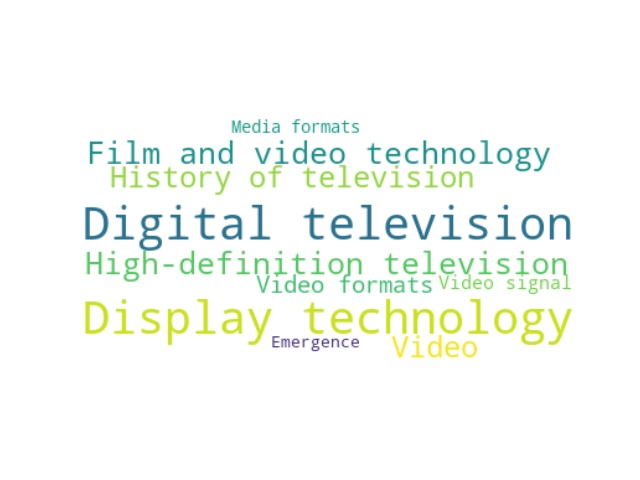 Media formats
Film and video technology
History of television
Digital television
High-definition television
Video formats
Video signal
Display technology
Emergence
Video